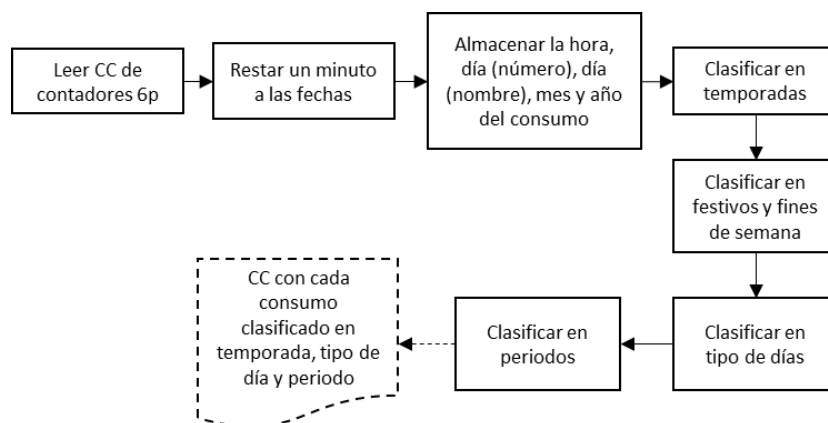 Leer CC de
contadores 6p
Restar un minuto
a las fechas
Almacenar la hora,
día (número), día
(nombre), mes y año
del consumo
Clasificar en
temporadas
Clasificar en
festivos y fines
de semana
Clasificar en
tipo de días
Clasificar en
periodos
CC con cada
consumo
clasificado en
temporada, tipo de
día y periodo